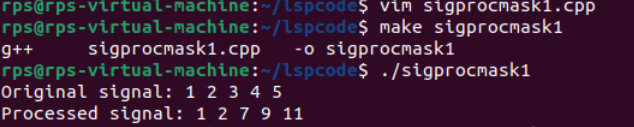 rps@rps-virtual-machine:~/lspcode$ vim sigprocmask1.cpp
rps@rps-virtual-machine:~/lspcode$ make sigprocmask1
g++     sigprocmask1.cpp   -o sigprocmask1
rps@rps-virtual-machine:~/lspcode$ ./sigprocmask1
Original signal: 1 2 3 4 5
Processed signal: 1 2 7 9 11